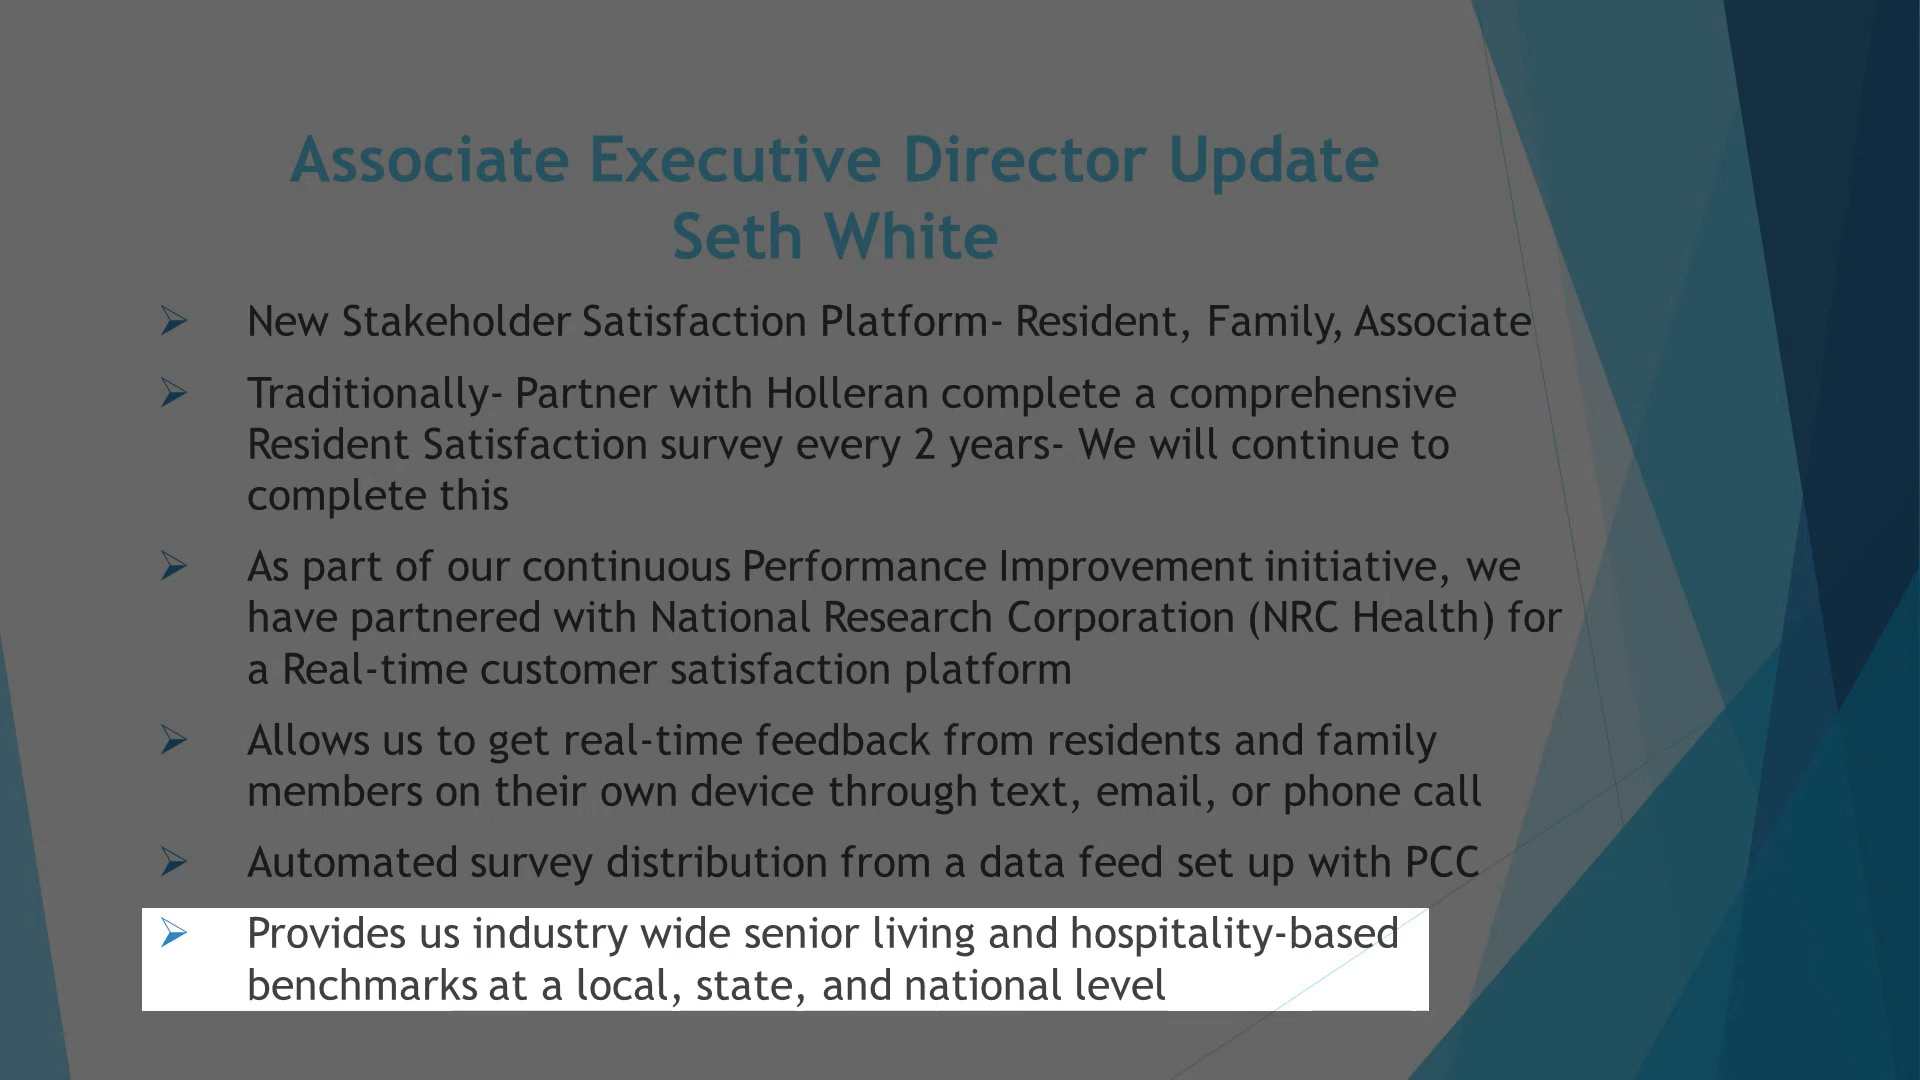 Associate Executive Director Update
Seth White
New Stakeholder Satisfaction Platform- Resident, Family, Associate
Traditionally- Partner with Holleran complete a comprehensive
Resident Satisfaction survey every 2 years- We will continue to
complete this
As part of our continuous Performance Improvement initiative, we
have partnered with National Research Corporation (NRC Health) for
a Real-time customer satisfaction platform
Allows us to get real-time feedback from residents and family
members on their own device through text, email, or phone call
Automated survey distribution from a data feed set up with PCC
Provides us industry wide senior living and hospitality-based
benchmarks at a local, state, and national level